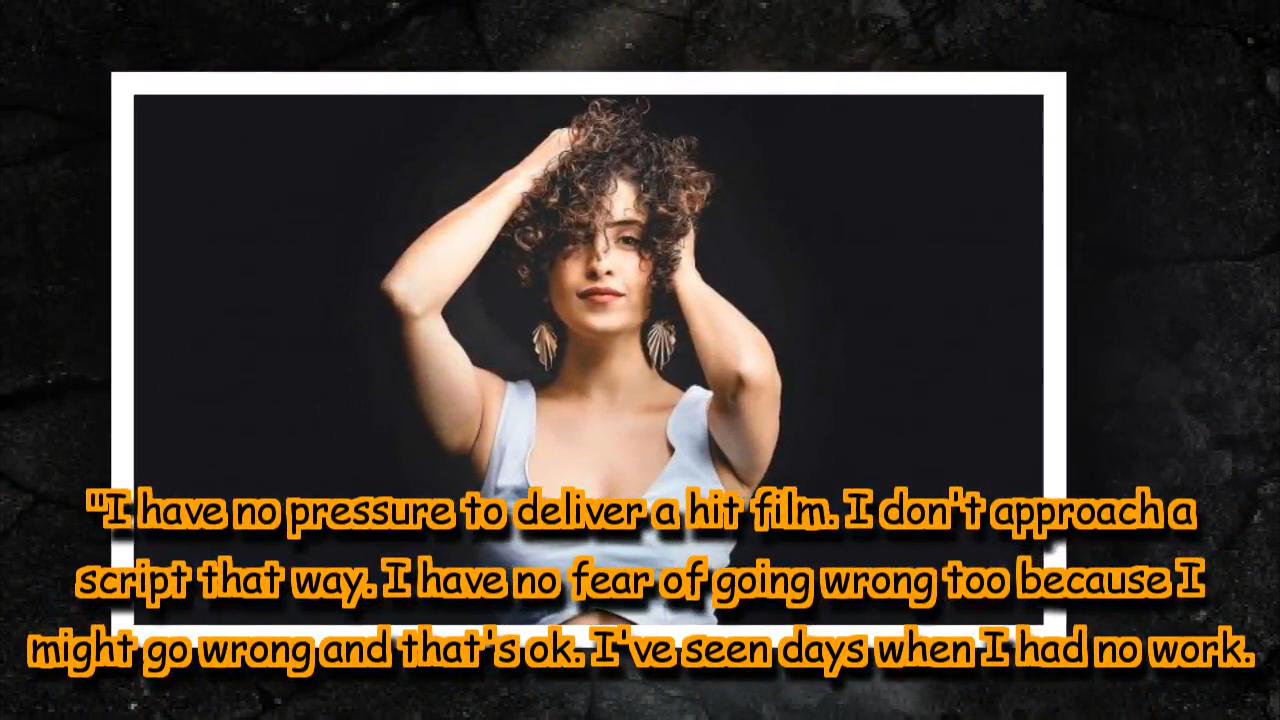 "I have no pressure to deliver a hit film. I don't approach a
script that way. I have no fear of going wrong too because I
might go wrong and that's ok. I've seen days when I had no work.